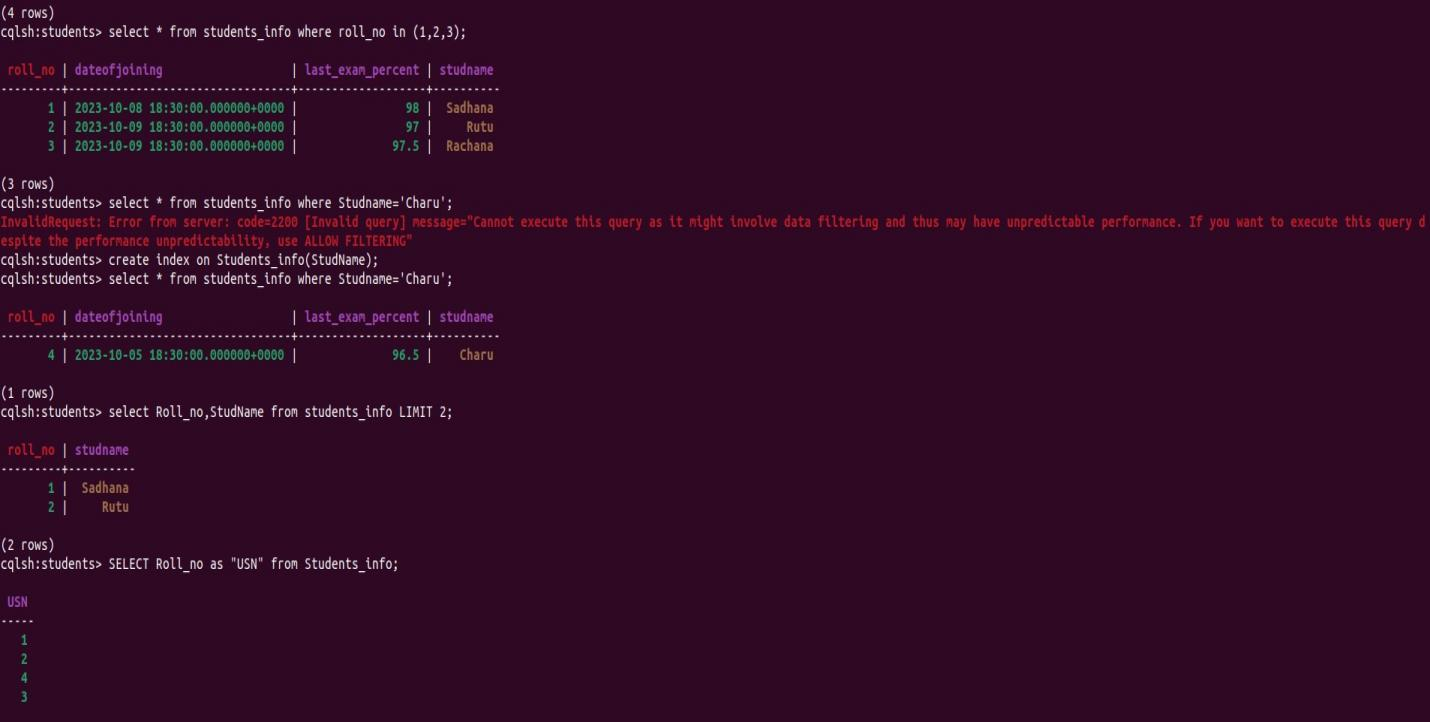 (4 rows)
cqlsh:students> select * from students_info where roll_no in (1,2,3);
 roll_no | dateofjoining                   | last_exam_percent | studname
---------+---------------------------------+-------------------+----------
       1 | 2023-10-08 18:30:00.000000+0000 |                98 |  Sadhana
       2 | 2023-10-09 18:30:00.000000+0000 |                97 |     Rutu
       3 | 2023-10-09 18:30:00.000000+0000 |              97.5 |  Rachana
(3 rows)
cqlsh:students> select * from students_info where Studname='Charu';
InvalidRequest: Error from server: code=2200 [Invalid query] message="Cannot execute this query as it might involve data filtering and thus may have unpredictable performance. If you want to execute this query d
espite the performance unpredictability, use ALLOW FILTERING"
cqlsh:students> create index on Students_info(StudName);
cqlsh:students> select * from students_info where Studname='Charu';
 roll_no | dateofjoining                   | last_exam_percent | studname
---------+---------------------------------+-------------------+----------
       4 | 2023-10-05 18:30:00.000000+0000 |              96.5 |    Charu
(1 rows)
cqlsh:students> select Roll_no,StudName from students_info LIMIT 2;
 roll_no | studname
---------+----------
       1 |  Sadhana
       2 |     Rutu
(2 rows)
cqlsh:students> SELECT Roll_no as "USN" from Students_info;
 USN
-----
   1
   2
   4
   3